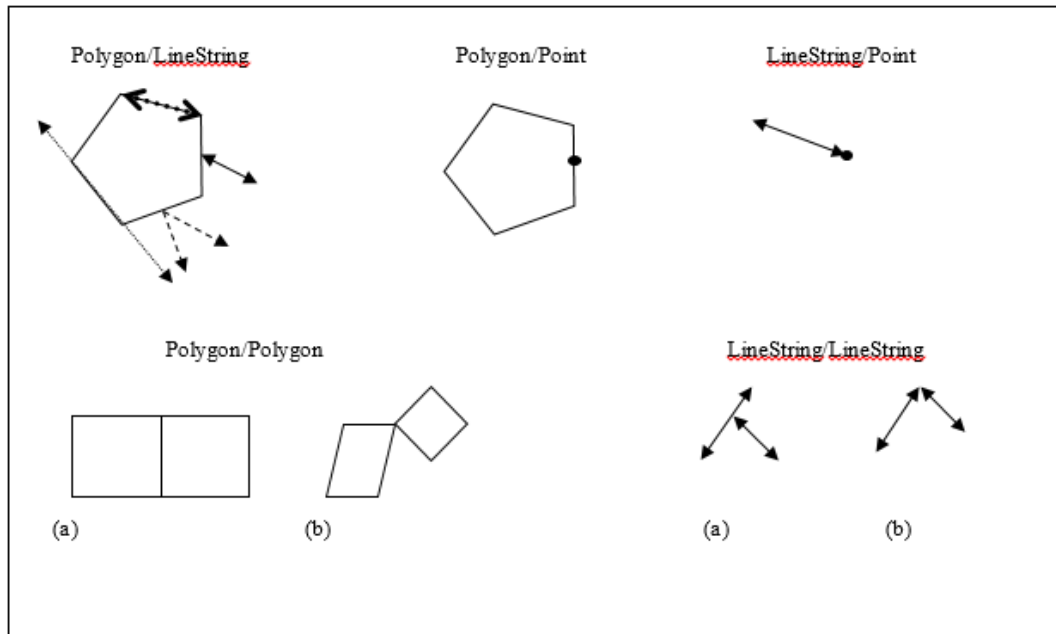 Polygon/LineString
Polygon/Point
LineString/Point
Polygon/Polygon
LineString/LineString
(a)
(b)
(a)
(b)